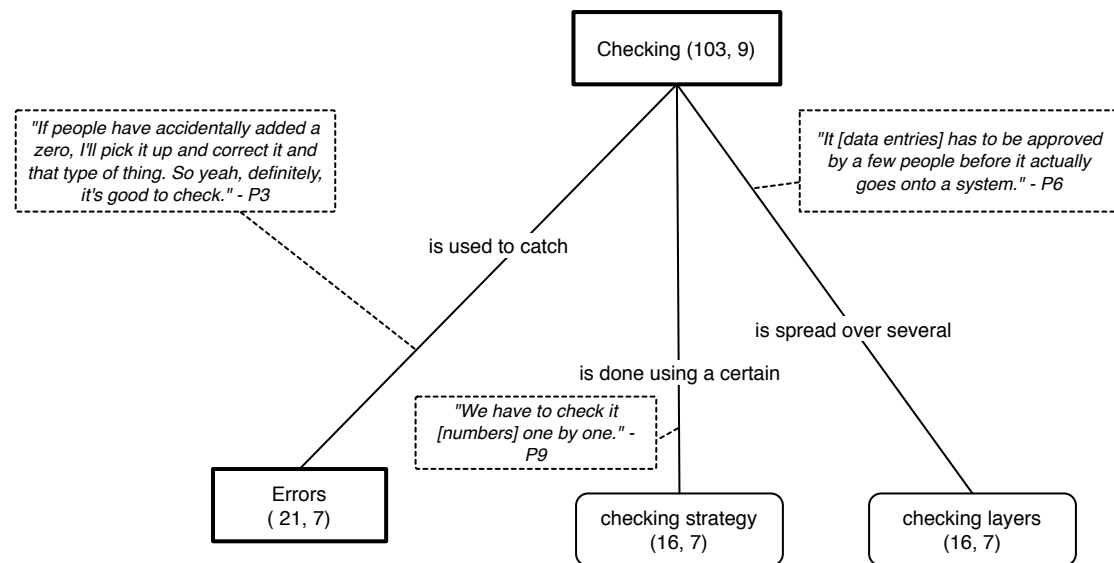 Checking (103, 9)
"If people have accidentally added a
zero, I'll pick it up and correct it and
that type of thing. So yeah, definitely,
it's good to check." - P3
"It [data entries] has to be approved
by a few people before it actually
goes onto a system." - P6
is used to catch
is spread over several
is done using a certain
"We have to check it
[numbers] one by one." -
P9
Errors
( 21, 7)
checking strategy
(16, 7)
checking layers
(16, 7)